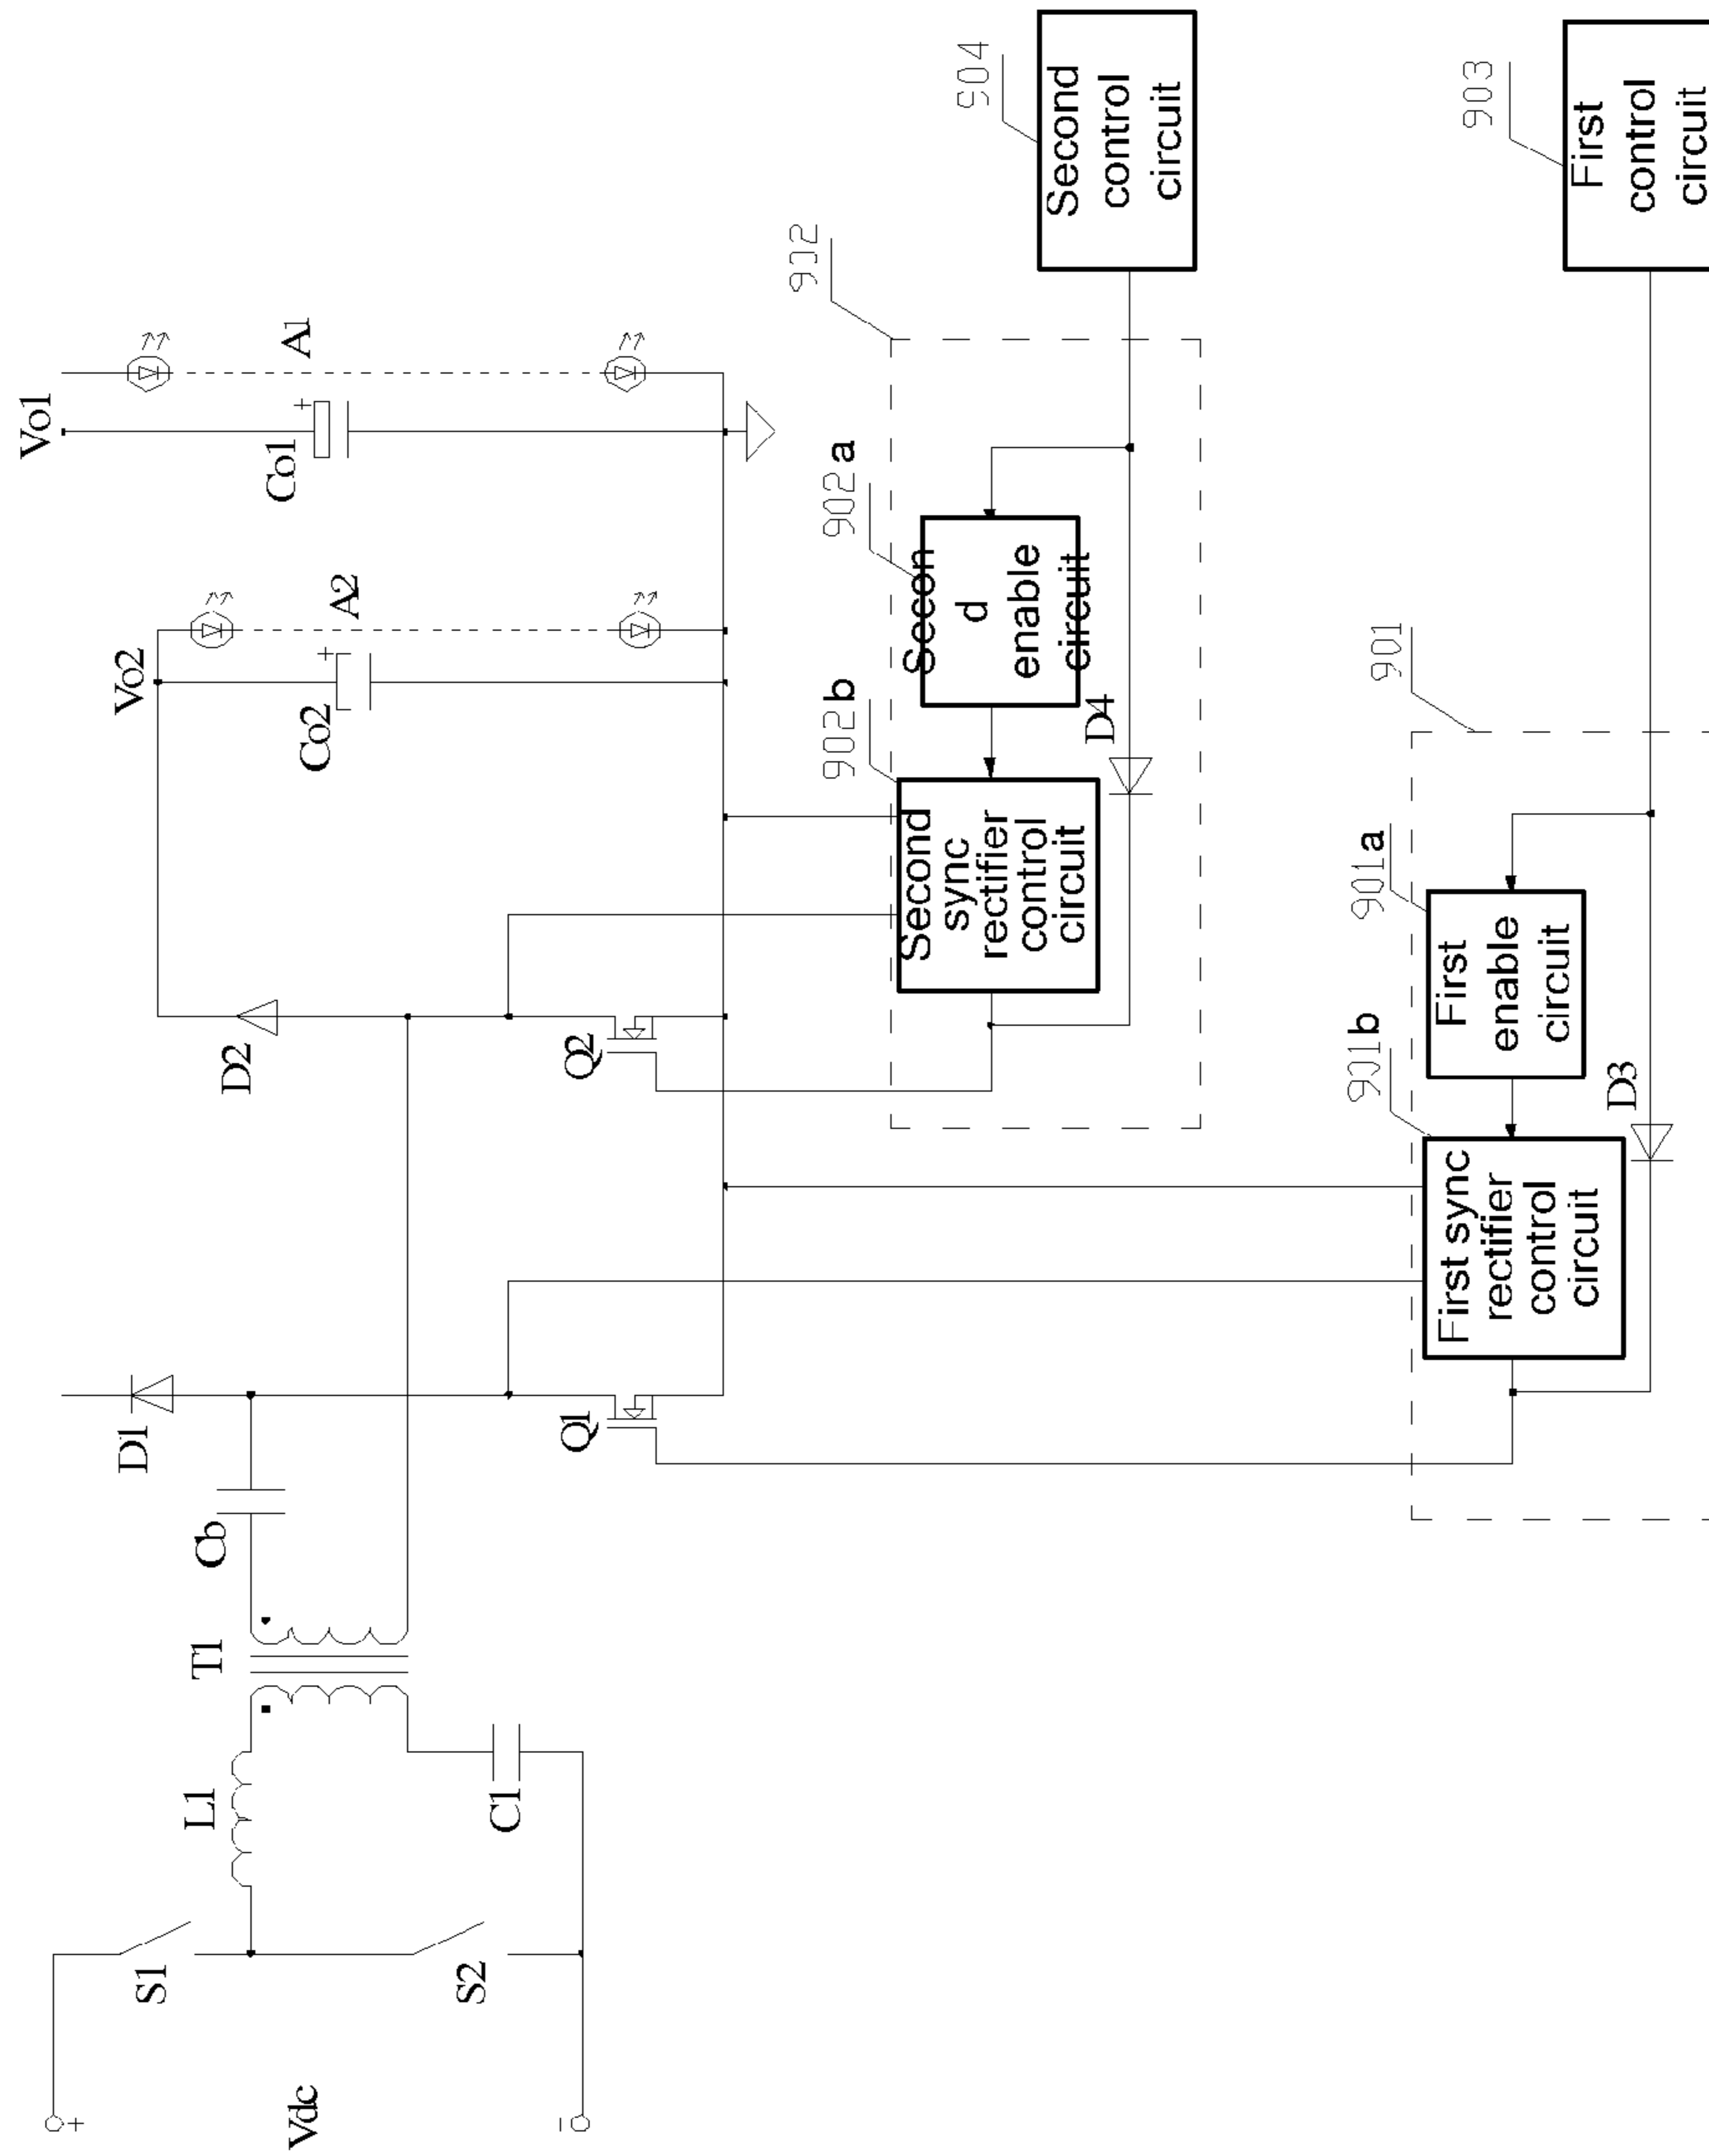 Vdc
+
−
S1
S2
L1
C1
T1
Cb
D1
D2
Q1
Q2
Vo2
Co2
+
A2
Vo1
Co1
+
A1
902
902a
Secon
d
enable
circuit
902b
Second
sync
rectifier
control
circuit
D4
904
Second
control
circuit
901
901a
First
enable
circuit
901b
First sync
rectifier
control
circuit
D3
903
First
control
circuit